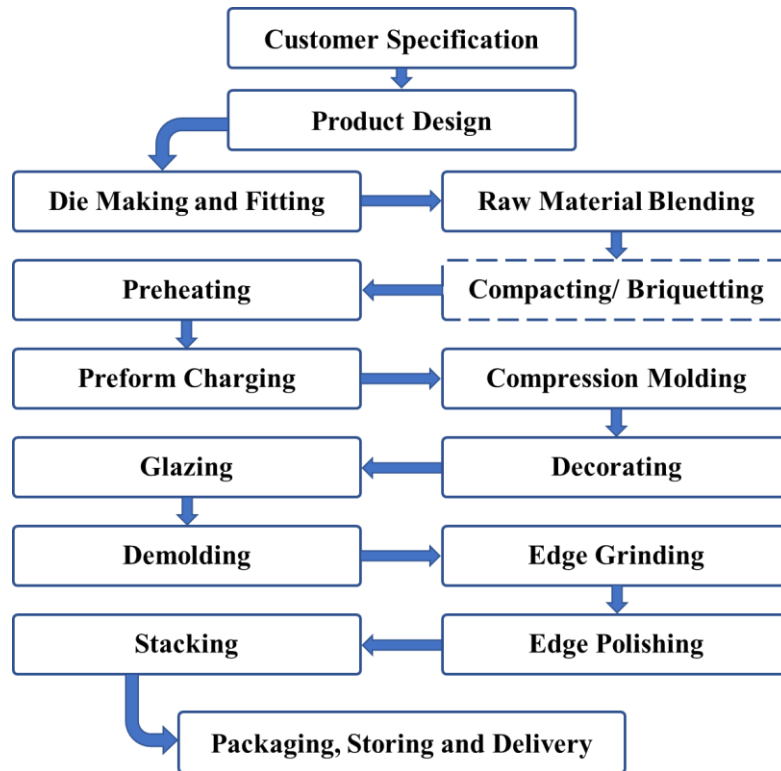 Customer Specification
Product Design
Die Making and Fitting
Raw Material Blending
Compacting/ Briquetting
Preheating
Preform Charging
Compression Molding
Decorating
Glazing
Demolding
Edge Grinding
Edge Polishing
Stacking
Packaging, Storing and Delivery